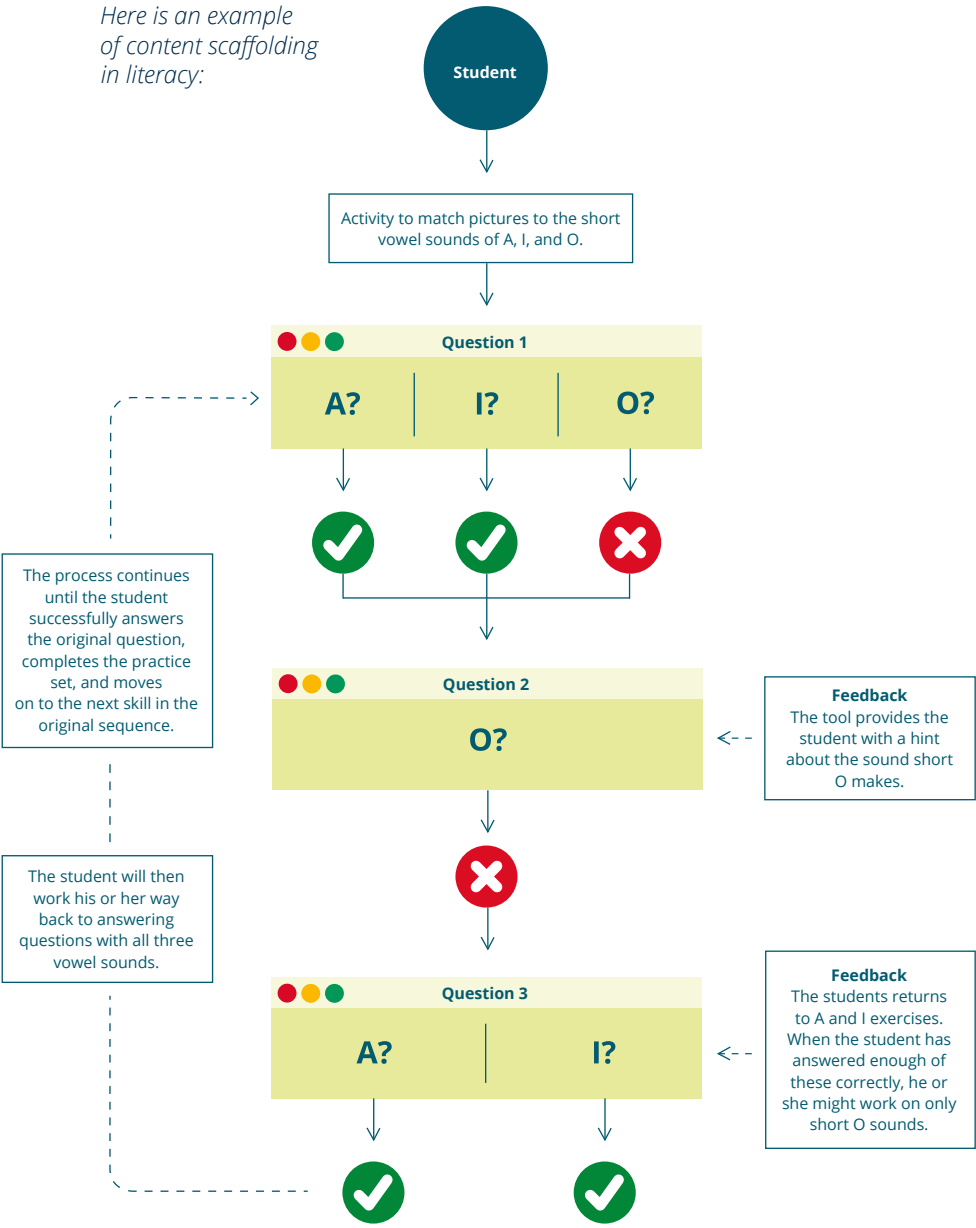 Here is an example
of content scaffolding
in literacy:
Student
Activity to match pictures to the short
vowel sounds of A, I, and O.
Question 1
A?
I?
O?
The process continues
until the student
successfully answers
the original question,
completes the practice
set, and moves
on to the next skill in the
original sequence.
Question 2
O?
Feedback
The tool provides the
student with a hint
about the sound short
O makes.
The student will then
work his or her way
back to answering
questions with all three
vowel sounds.
Question 3
A?
I?
Feedback
The students returns
to A and I exercises.
When the student has
answered enough of
these correctly, he or
she might work on only
short O sounds.